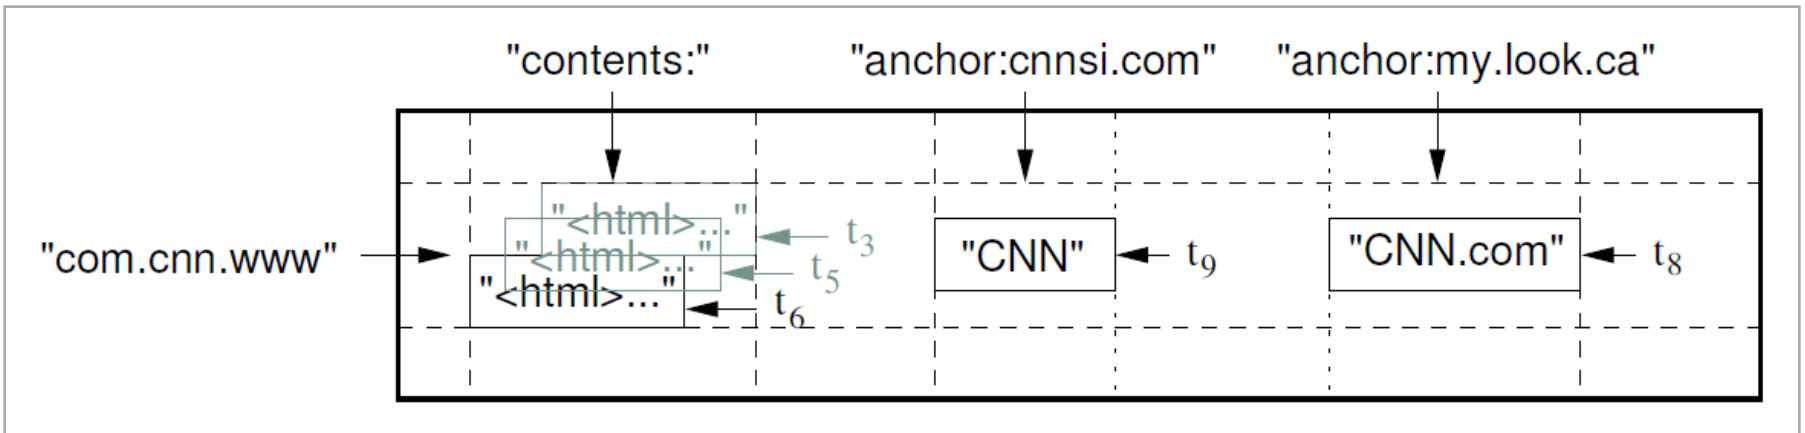 "contents:" "anchor:cnnsi.com" "anchor:my.look.ca"
"<html>..." t3
"com.cnn.www" "<html>..." t5 "CNN" t9 "CNN.com" t8
"<html>..." t6